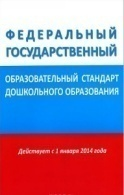 ФЕДЕРАЛЬНЫЙ
ГОСУДАРСТВЕННЫЙ
ОБРАЗОВАТЕЛЬНЫЙ СТАНДАРТ
ДОШКОЛЬНОГО ОБРАЗОВАНИЯ
Действует с 1 января 2014 года